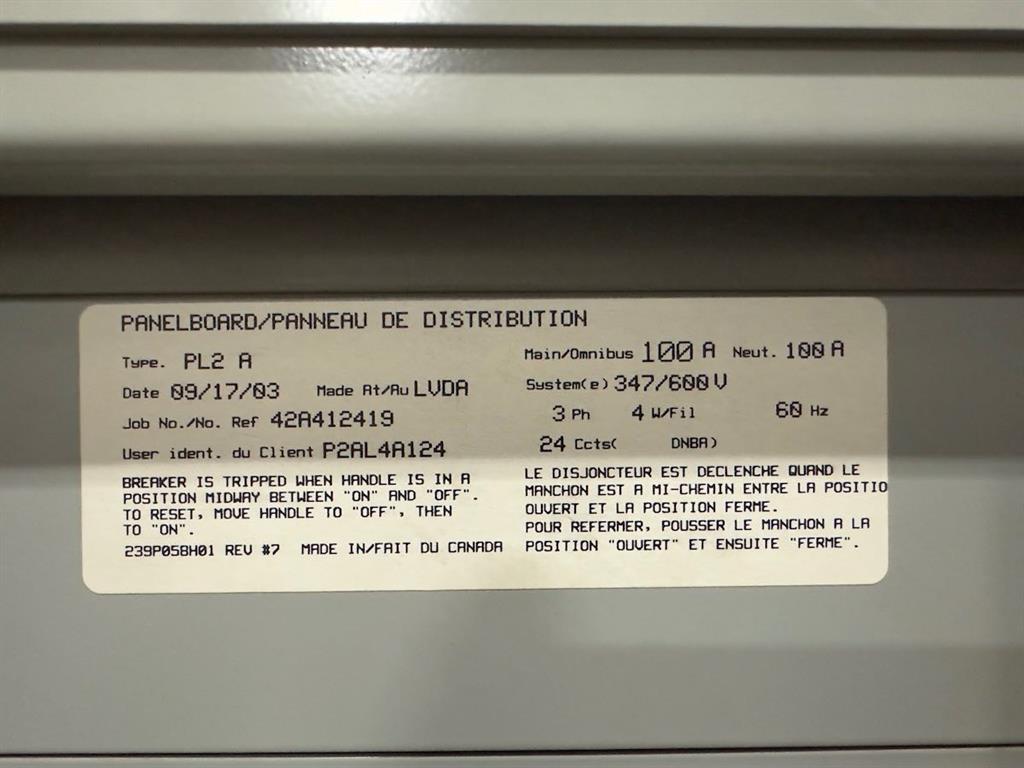 PANELBOARD/PANNEAU DE DISTRIBUTION
Type. PL2 A
Date 09/17/03 Made At/Au LVDA
Job No./No. Ref 42A412419
User ident. du Client P2AL4A124
BREAKER IS TRIPPED WHEN HANDLE IS IN A
POSITION MIDWAY BETWEEN "ON" AND "OFF".
TO RESET, MOVE HANDLE TO "OFF", THEN
TO "ON".
239P058H01 REV #7 MADE IN/FAIT DU CANADA
Main/Omnibus 100 A Neut. 100 A
System(e) 347/600 V
3 Ph 4 W/Fil 60 Hz
24 Ccts( DNBA)
LE DISJONCTEUR EST DECLENCHE QUAND LE
MANCHON EST A MI-CHEMIN ENTRE LA POSITIO
OUVERT ET LA POSITION FERME.
POUR REFERMER, POUSSER LE MANCHON A LA
POSITION "OUVERT" ET ENSUITE "FERME".